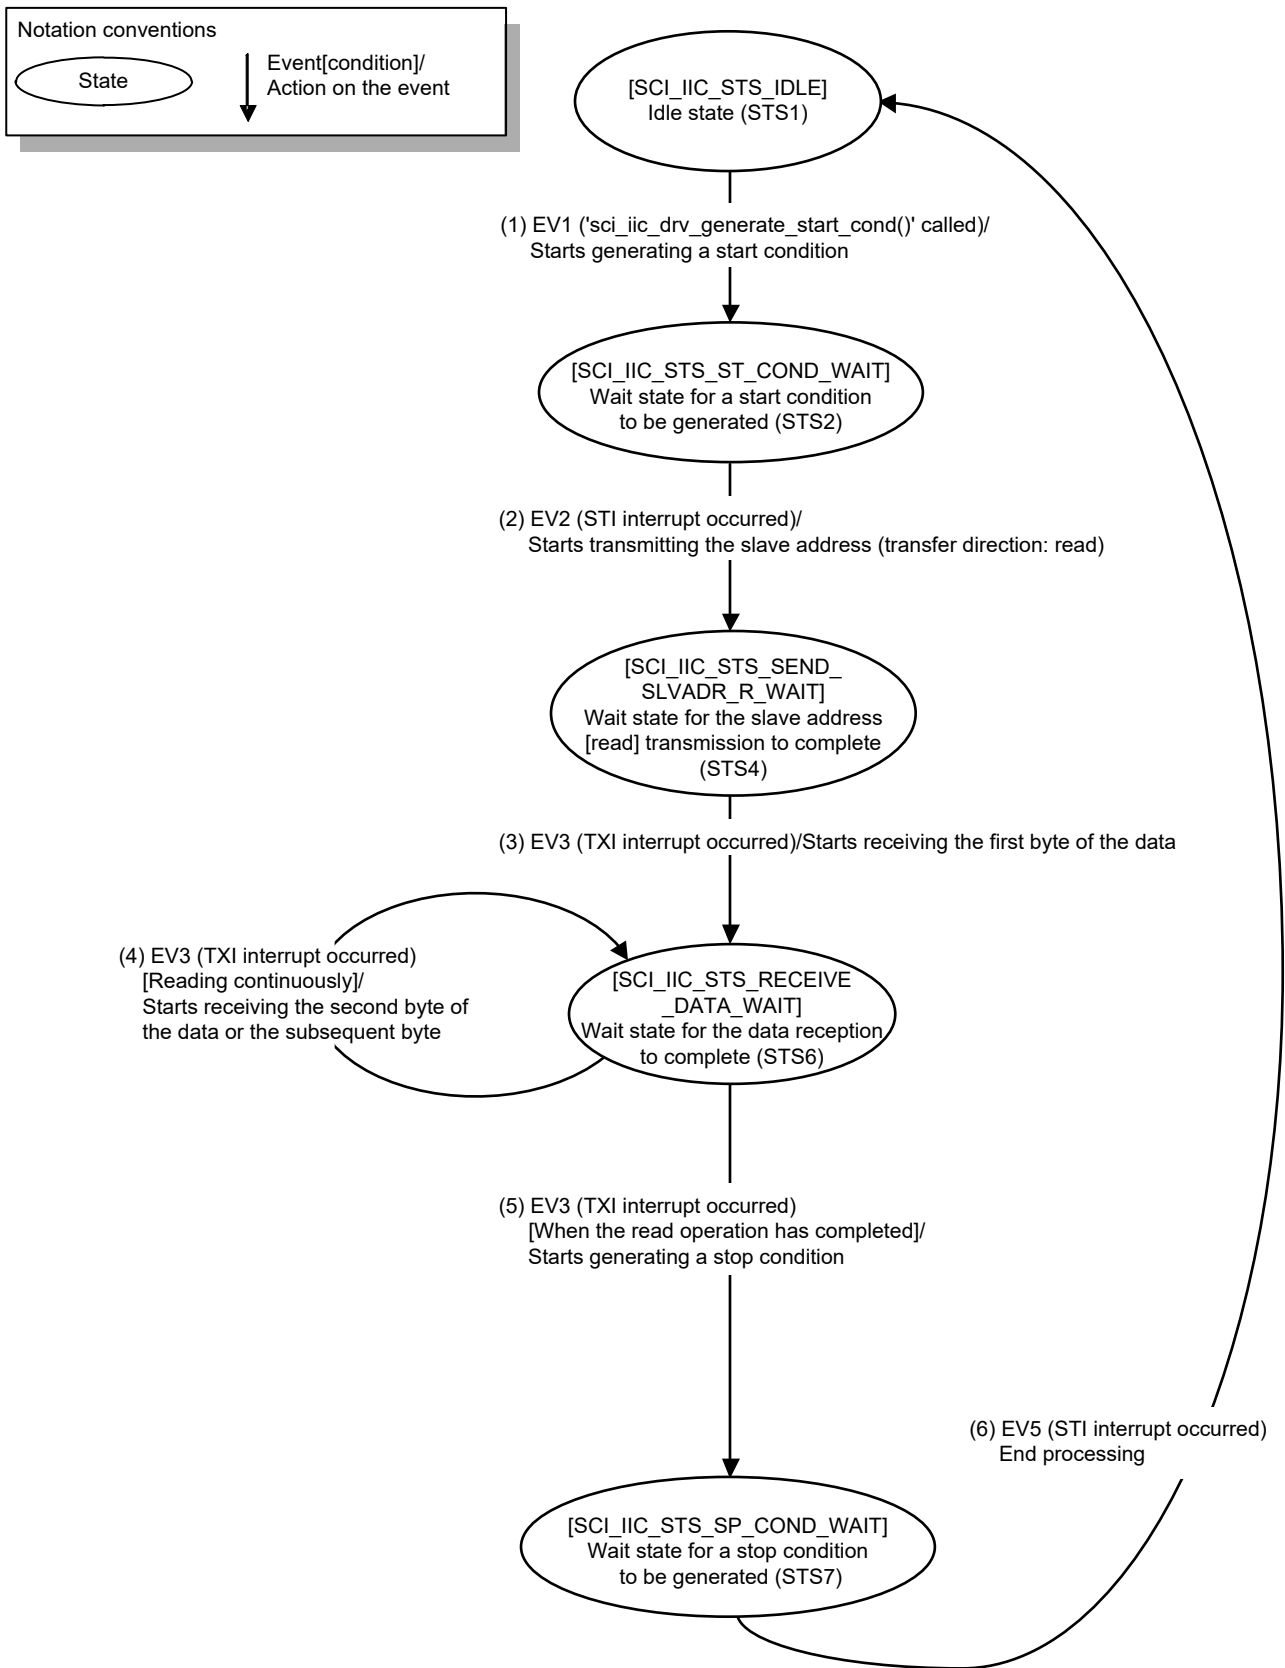 Notation conventions
State
Event[condition]/
Action on the event
[SCI_IIC_STS_IDLE]
Idle state (STS1)
(1) EV1 ('sci_iic_drv_generate_start_cond()' called)/
Starts generating a start condition
[SCI_IIC_STS_ST_COND_WAIT]
Wait state for a start condition
to be generated (STS2)
(2) EV2 (STI interrupt occurred)/
Starts transmitting the slave address (transfer direction: read)
[SCI_IIC_STS_SEND_
SLVADR_R_WAIT]
Wait state for the slave address
[read] transmission to complete
(STS4)
(3) EV3 (TXI interrupt occurred)/Starts receiving the first byte of the data
(4) EV3 (TXI interrupt occurred)
[Reading continuously]/
Starts receiving the second byte of
the data or the subsequent byte
[SCI_IIC_STS_RECEIVE
_DATA_WAIT]
Wait state for the data reception
to complete (STS6)
(5) EV3 (TXI interrupt occurred)
[When the read operation has completed]/
Starts generating a stop condition
(6) EV5 (STI interrupt occurred)
End processing
[SCI_IIC_STS_SP_COND_WAIT]
Wait state for a stop condition
to be generated (STS7)